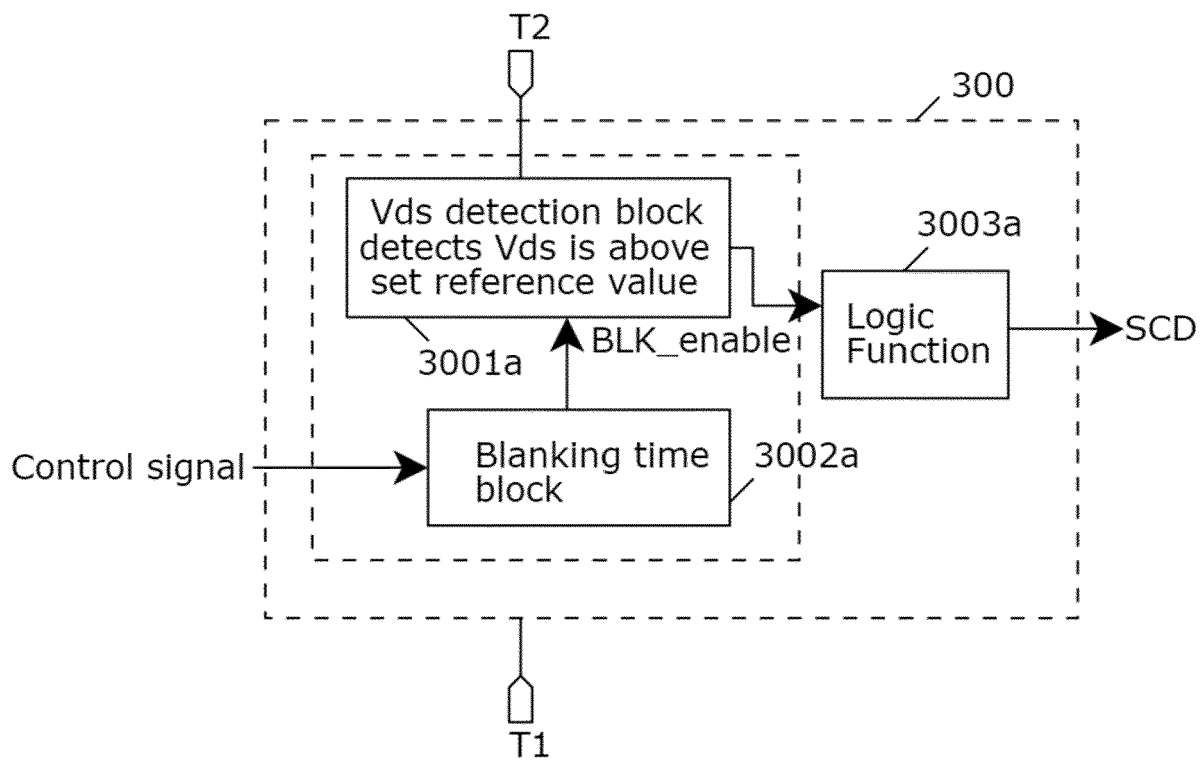 T2
300
Vds detection block
detects Vds is above
set reference value
3003a
Logic
Function
SCD
BLK_enable
3001a
Control signal
Blanking time
block
3002a
T1